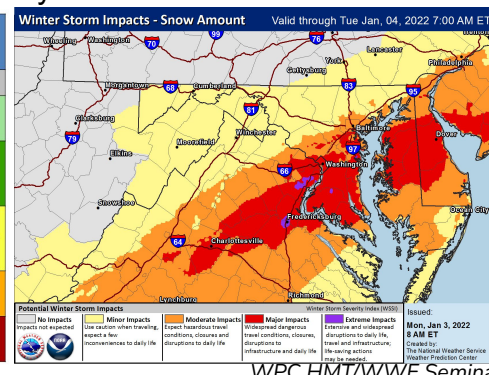 Winter Storm Impacts - Snow Amount
Valid through Tue Jan, 04, 2022 7:00 AM ET
99
Wheeling
Washington
70
76
Lancaster
York
Gettysburg
Philadelphia
Morgantown
68
Cumberland
83
95
81
Clarksburg
Winchester
Baltimore
79
Moorefield
97
Dover
Elkins
66
Washington
Snowshoe
Fredericksburg
Ocean City
64
Charlottesville
Lynchburg
Richmond
Potential Winter Storm Impacts
Winter Storm Severity Index (WSSI)
No Impacts
Impacts not expected
Minor Impacts
Use caution when traveling,
expect a few
inconveniences to daily life
Moderate Impacts
Expect hazardous travel
conditions, closures and
disruptions to daily life
Major Impacts
Widespread dangerous
travel conditions, closures,
disruptions to
infrastructure and daily life
Extreme Impacts
Extensive and widespread
disruptions to daily life,
travel and infrastructure;
life-saving actions
may be needed.
Issued:
Mon, Jan 3, 2022
8 AM ET
Created by:
The National Weather Service
Weather Prediction Center
WPC HMT/WWE Semina